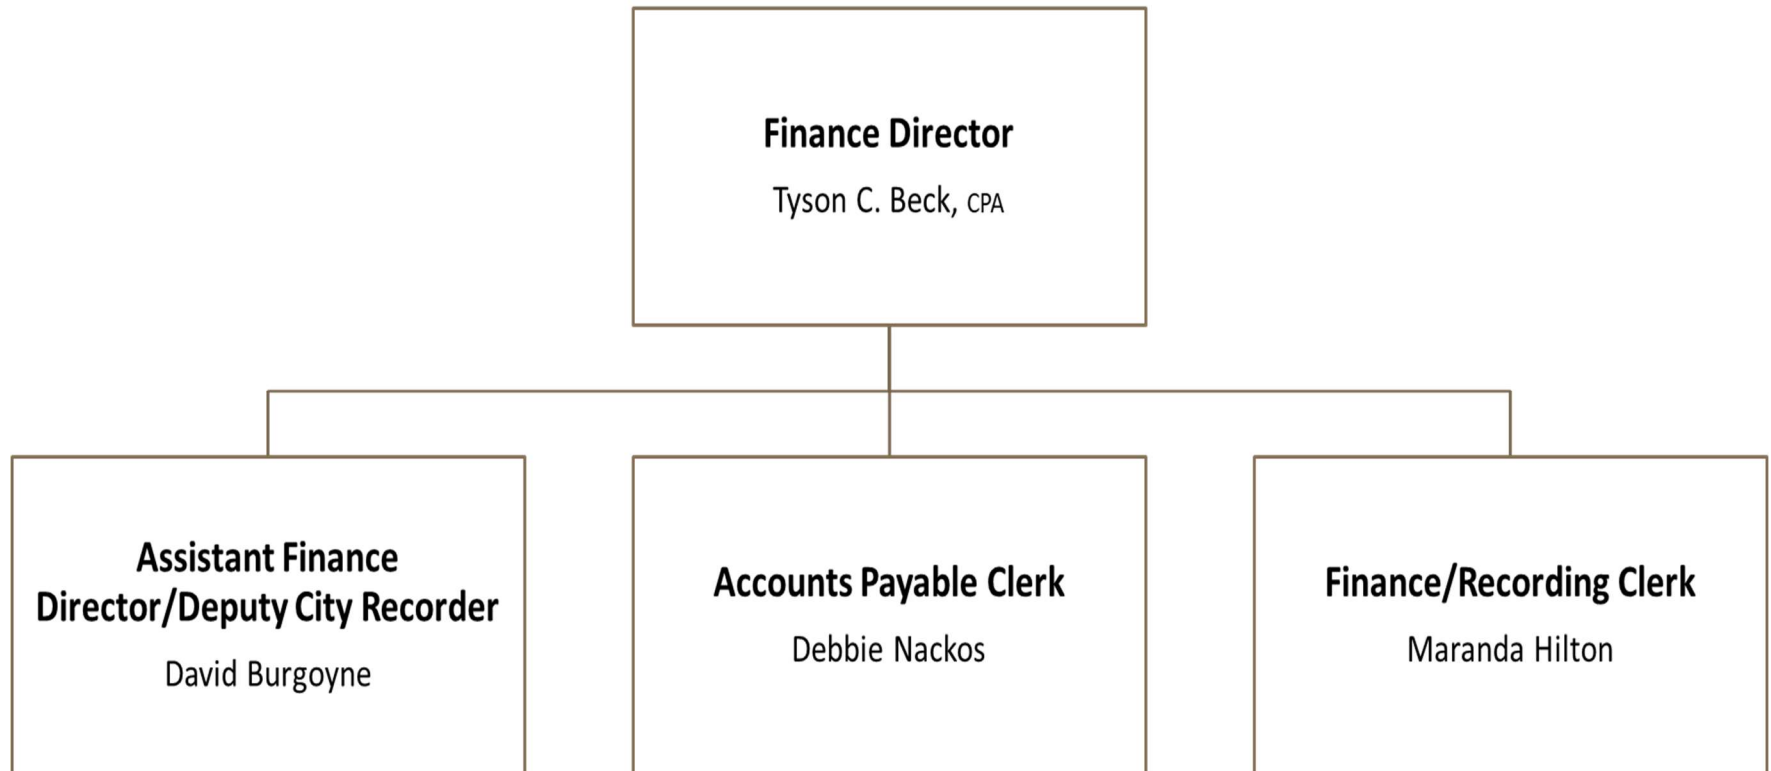 Finance Director
Tyson C. Beck, CPA
Assistant Finance
Director/Deputy City Recorder
David Burgoyne
Accounts Payable Clerk
Debbie Nackos
Finance/Recording Clerk
Maranda Hilton